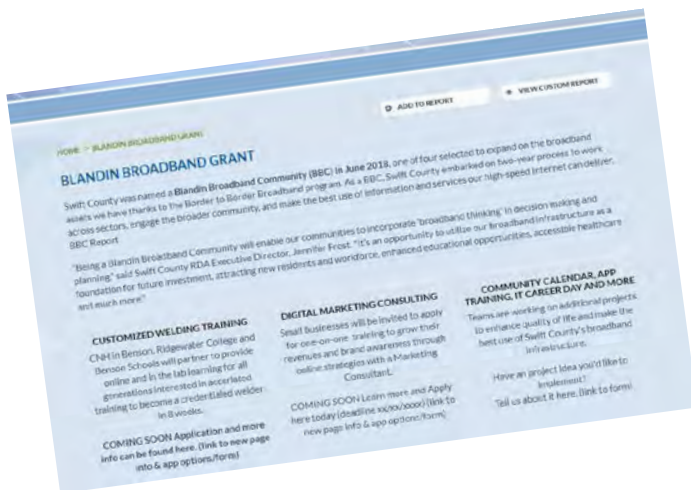 ADD TO REPORT
VIEW CUSTOM REPORT
HOME > BLANDIN BROADBAND GRANT
BLANDIN BROADBAND GRANT
Swift County was named a Blandin Broadband Community (BBC) in June 2018, one of four selected to expand on the broadband
assets we have thanks to the Border to Border Broadband program. As a BBC, Swift County embarked on two-year process to work
across sectors, engage the broader community, and make the best use of information and services our high-speed internet can deliver.
BBC Report
"Being a Blandin Broadband Community will enable our communities to incorporate 'broadband thinking' in decision making and
planning," said Swift County RDA Executive Director, Jennifer Frost. "It's an opportunity to utilize our broadband infrastructure as a
foundation for future investment, attracting new residents and workforce, enhanced educational opportunities, accessible healthcare
and much more."
CUSTOMIZED WELDING TRAINING
CNH in Benson, Ridgewater College and
Benson Schools will partner to provide
online and in the lab learning for all
generations interested in accerlated
training to become a credentialed welder
in 8 weeks.
COMING SOON Application and more
info can be found here. (link to new page
info & app options/form)
DIGITAL MARKETING CONSULTING
Small businesses will be invited to apply
for one-on-one training to grow their
revenues and brand awareness through
online strategies with a Marketing
Consultant.
COMING SOON Learn more and Apply
here today (deadline xx/xx/xxxx) (link to
new page info & app options/form)
COMMUNITY CALENDAR, APP
TRAINING, IT CAREER DAY AND MORE
Teams are working on additional projects
to enhance quality of life and make the
best use of Swift County's broadband
infrastructure.
Have an project idea you'd like to
implement?
Tell us about it here. (link to form)